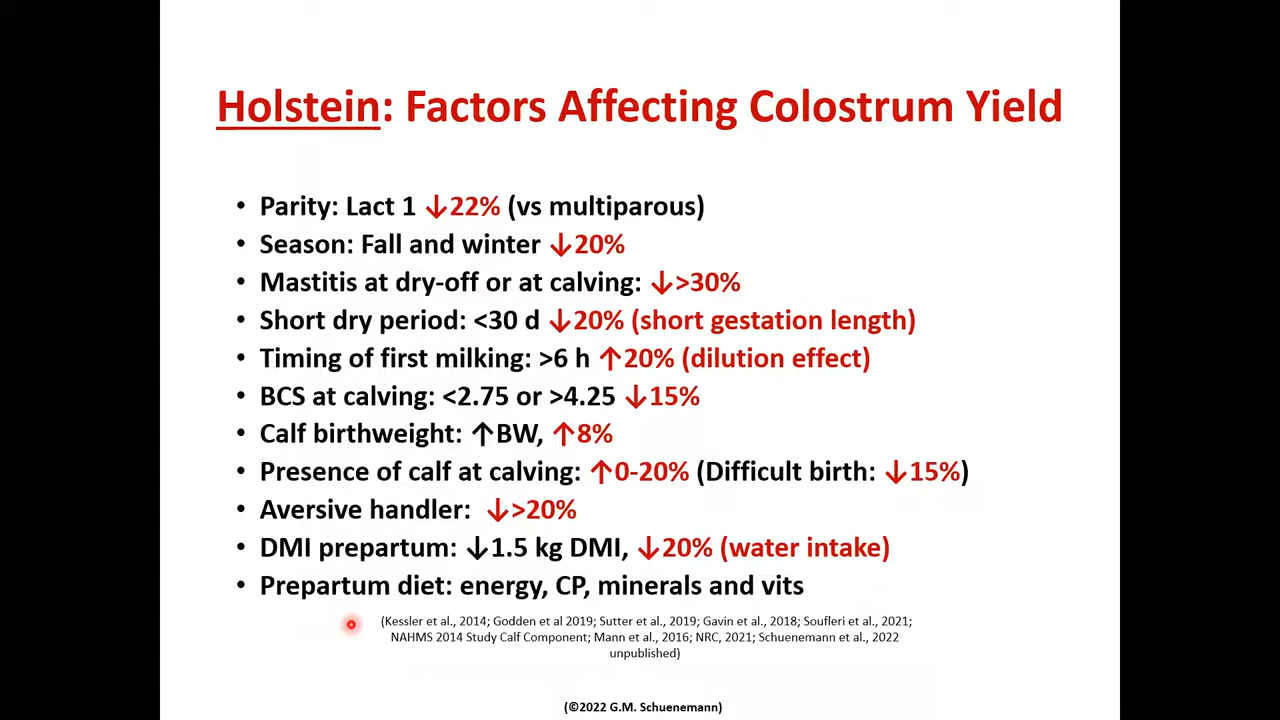 Holstein: Factors Affecting Colostrum Yield
• Parity: Lact 1 ↓22% (vs multiparous)
• Season: Fall and winter ↓20%
• Mastitis at dry-off or at calving: ↓>30%
• Short dry period: <30 d ↓20% (short gestation length)
• Timing of first milking: >6 h ↑20% (dilution effect)
• BCS at calving: <2.75 or >4.25 ↓15%
• Calf birthweight: ↑BW, ↑8%
• Presence of calf at calving: ↑0-20% (Difficult birth: ↓15%)
• Aversive handler: ↓>20%
• DMI prepartum: ↓1.5 kg DMI, ↓20% (water intake)
• Prepartum diet: energy, CP, minerals and vits
(Kessler et al., 2014; Godden et al 2019; Sutter et al., 2019; Gavin et al., 2018; Soufleri et al., 2021;
NAHMS 2014 Study Calf Component; Mann et al., 2016; NRC, 2021; Schuenemann et al., 2022
unpublished)
(©2022 G.M. Schuenemann)